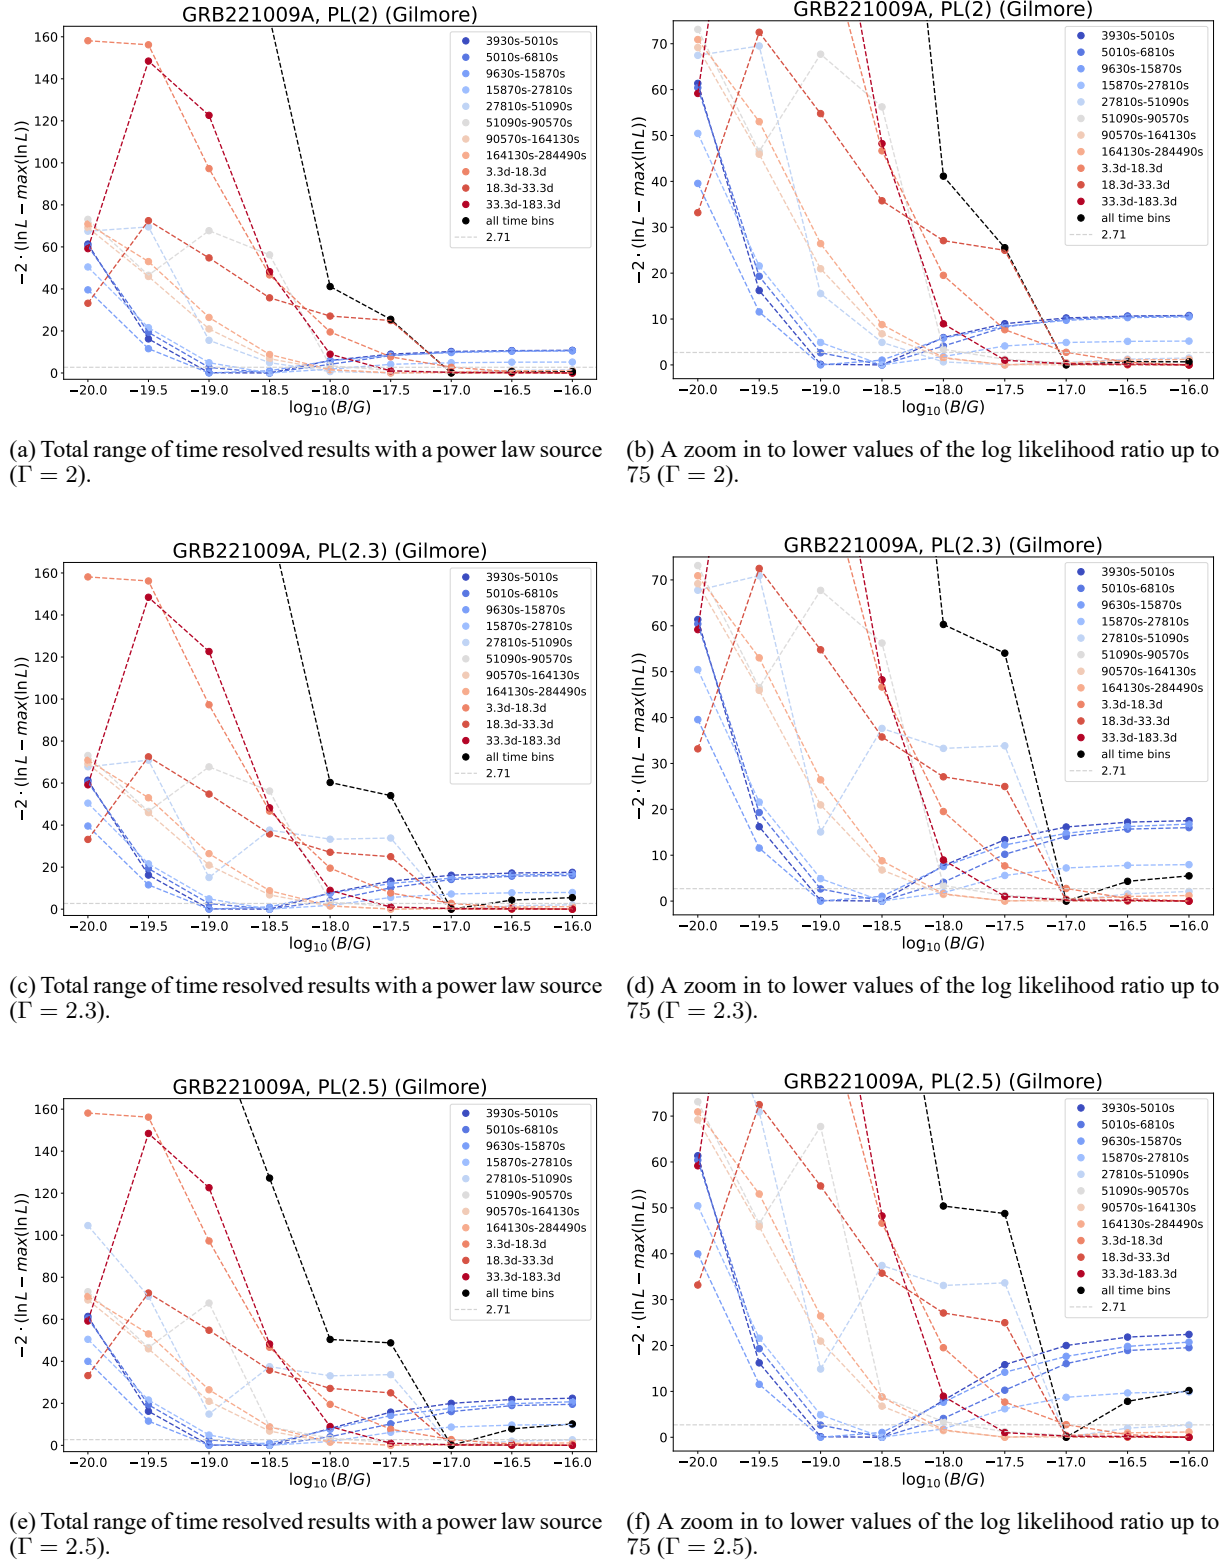 GRB221009A, PL(2) (Gilmore)
−2 · (ln L − max(ln L))
160
140
120
100
80
60
40
20
0
−20.0 −19.5 −19.0 −18.5 −18.0 −17.5 −17.0 −16.5 −16.0
log10 (B/G)
3930s-5010s
5010s-6810s
9630s-15870s
15870s-27810s
27810s-51090s
51090s-90570s
90570s-164130s
164130s-284490s
3.3d-18.3d
18.3d-33.3d
33.3d-183.3d
all time bins
2.71
(a) Total range of time resolved results with a power law source
(Γ = 2).
GRB221009A, PL(2) (Gilmore)
−2 · (ln L − max(ln L))
70
60
50
40
30
20
10
0
−20.0 −19.5 −19.0 −18.5 −18.0 −17.5 −17.0 −16.5 −16.0
log10 (B/G)
3930s-5010s
5010s-6810s
9630s-15870s
15870s-27810s
27810s-51090s
51090s-90570s
90570s-164130s
164130s-284490s
3.3d-18.3d
18.3d-33.3d
33.3d-183.3d
all time bins
2.71
(b) A zoom in to lower values of the log likelihood ratio up to
75 (Γ = 2).
GRB221009A, PL(2.3) (Gilmore)
−2 · (ln L − max(ln L))
160
140
120
100
80
60
40
20
0
−20.0 −19.5 −19.0 −18.5 −18.0 −17.5 −17.0 −16.5 −16.0
log10 (B/G)
3930s-5010s
5010s-6810s
9630s-15870s
15870s-27810s
27810s-51090s
51090s-90570s
90570s-164130s
164130s-284490s
3.3d-18.3d
18.3d-33.3d
33.3d-183.3d
all time bins
2.71
(c) Total range of time resolved results with a power law source
(Γ = 2.3).
GRB221009A, PL(2.3) (Gilmore)
−2 · (ln L − max(ln L))
70
60
50
40
30
20
10
0
−20.0 −19.5 −19.0 −18.5 −18.0 −17.5 −17.0 −16.5 −16.0
log10 (B/G)
3930s-5010s
5010s-6810s
9630s-15870s
15870s-27810s
27810s-51090s
51090s-90570s
90570s-164130s
164130s-284490s
3.3d-18.3d
18.3d-33.3d
33.3d-183.3d
all time bins
2.71
(d) A zoom in to lower values of the log likelihood ratio up to
75 (Γ = 2.3).
GRB221009A, PL(2.5) (Gilmore)
−2 · (ln L − max(ln L))
160
140
120
100
80
60
40
20
0
−20.0 −19.5 −19.0 −18.5 −18.0 −17.5 −17.0 −16.5 −16.0
log10 (B/G)
3930s-5010s
5010s-6810s
9630s-15870s
15870s-27810s
27810s-51090s
51090s-90570s
90570s-164130s
164130s-284490s
3.3d-18.3d
18.3d-33.3d
33.3d-183.3d
all time bins
2.71
(e) Total range of time resolved results with a power law source
(Γ = 2.5).
GRB221009A, PL(2.5) (Gilmore)
−2 · (ln L − max(ln L))
70
60
50
40
30
20
10
0
−20.0 −19.5 −19.0 −18.5 −18.0 −17.5 −17.0 −16.5 −16.0
log10 (B/G)
3930s-5010s
5010s-6810s
9630s-15870s
15870s-27810s
27810s-51090s
51090s-90570s
90570s-164130s
164130s-284490s
3.3d-18.3d
18.3d-33.3d
33.3d-183.3d
all time bins
2.71
(f) A zoom in to lower values of the log likelihood ratio up to
75 (Γ = 2.5).